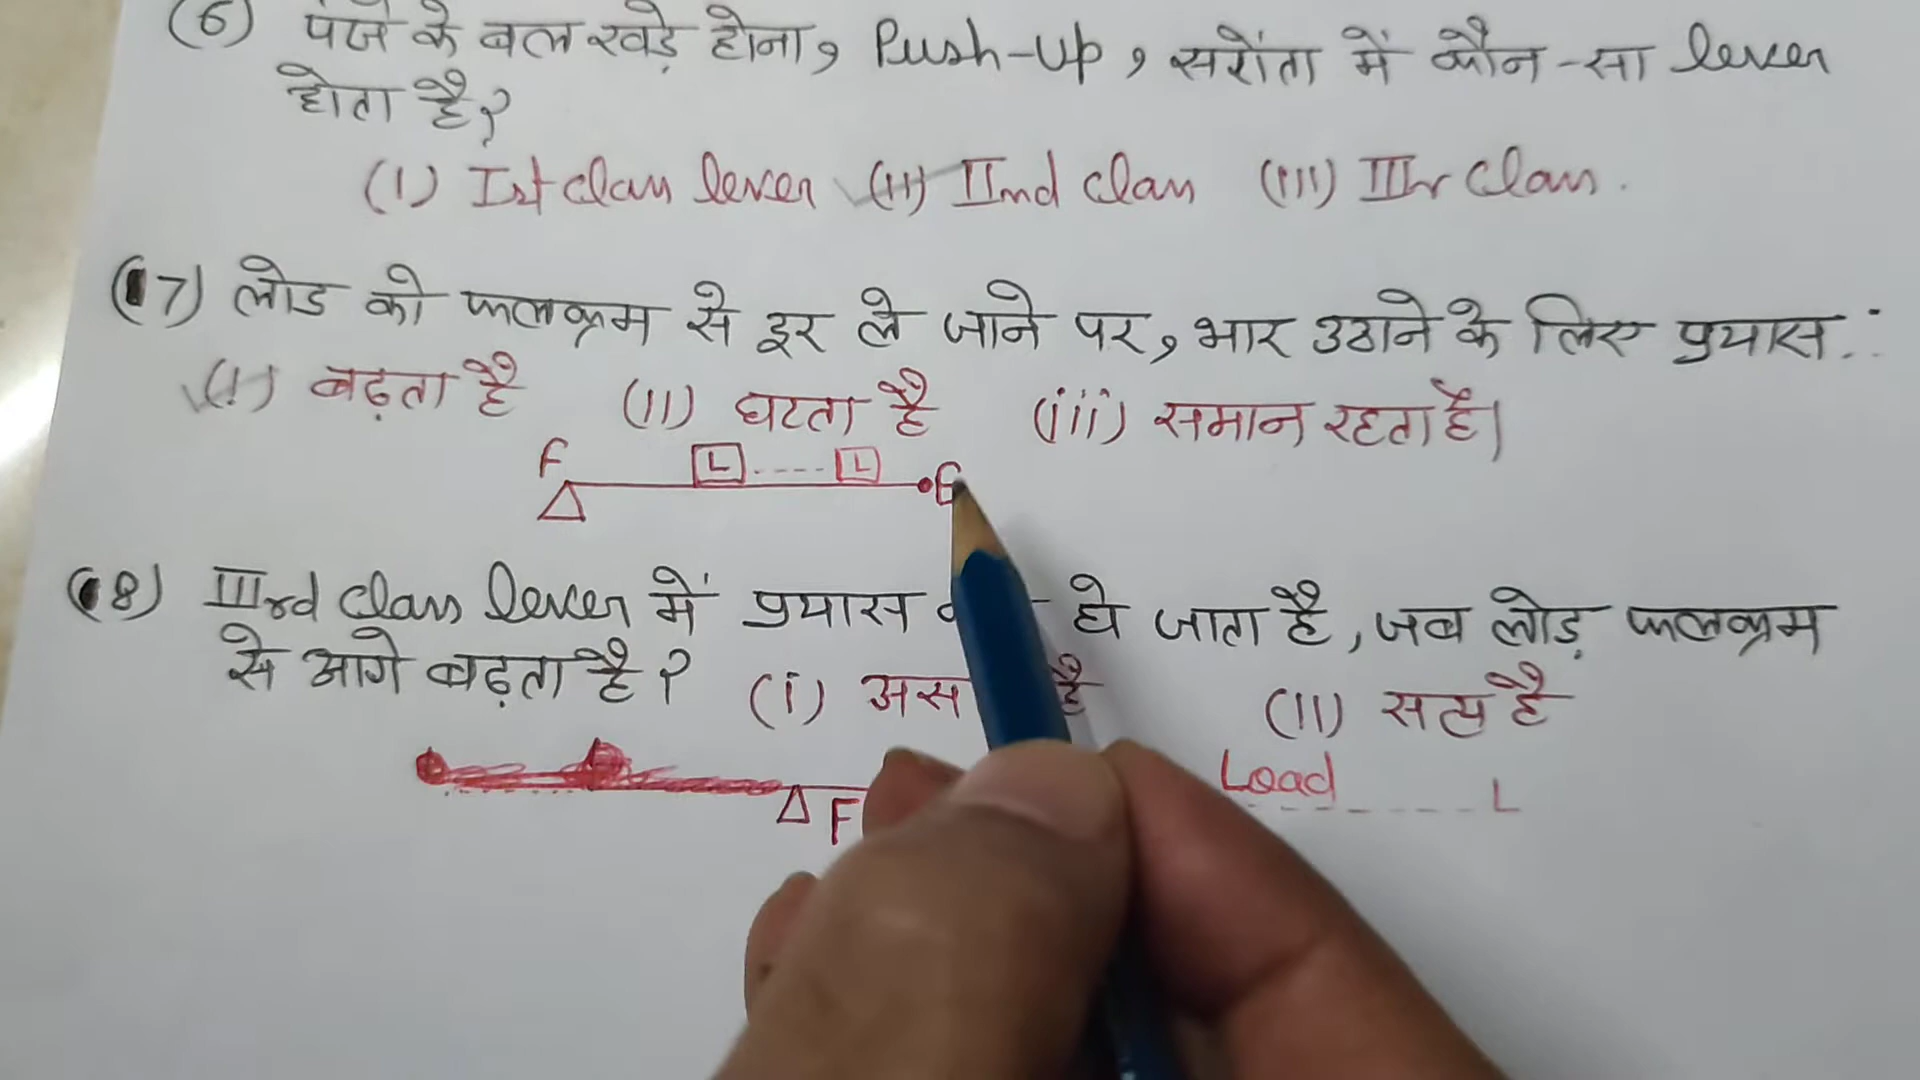 (6) पंजे के बल खड़े होना, Push-Up, सरोंता में कौन-सा lever
होता है?
(I) Ist class lever (II) IInd class (III) IIIr class.
(7) लोड को फलक्रम से दूर ले जाने पर, भार उठाने के लिए प्रयास..
(I) बढ़ता है (II) घटता है (iii) समान रहता है।
F L L E
(8) IIIrd class lever में प्रयास घे जाता है, जब लोड़ फलक्रम
से आगे बढ़ता है? (i) अस है (II) सत्य है
F Load L